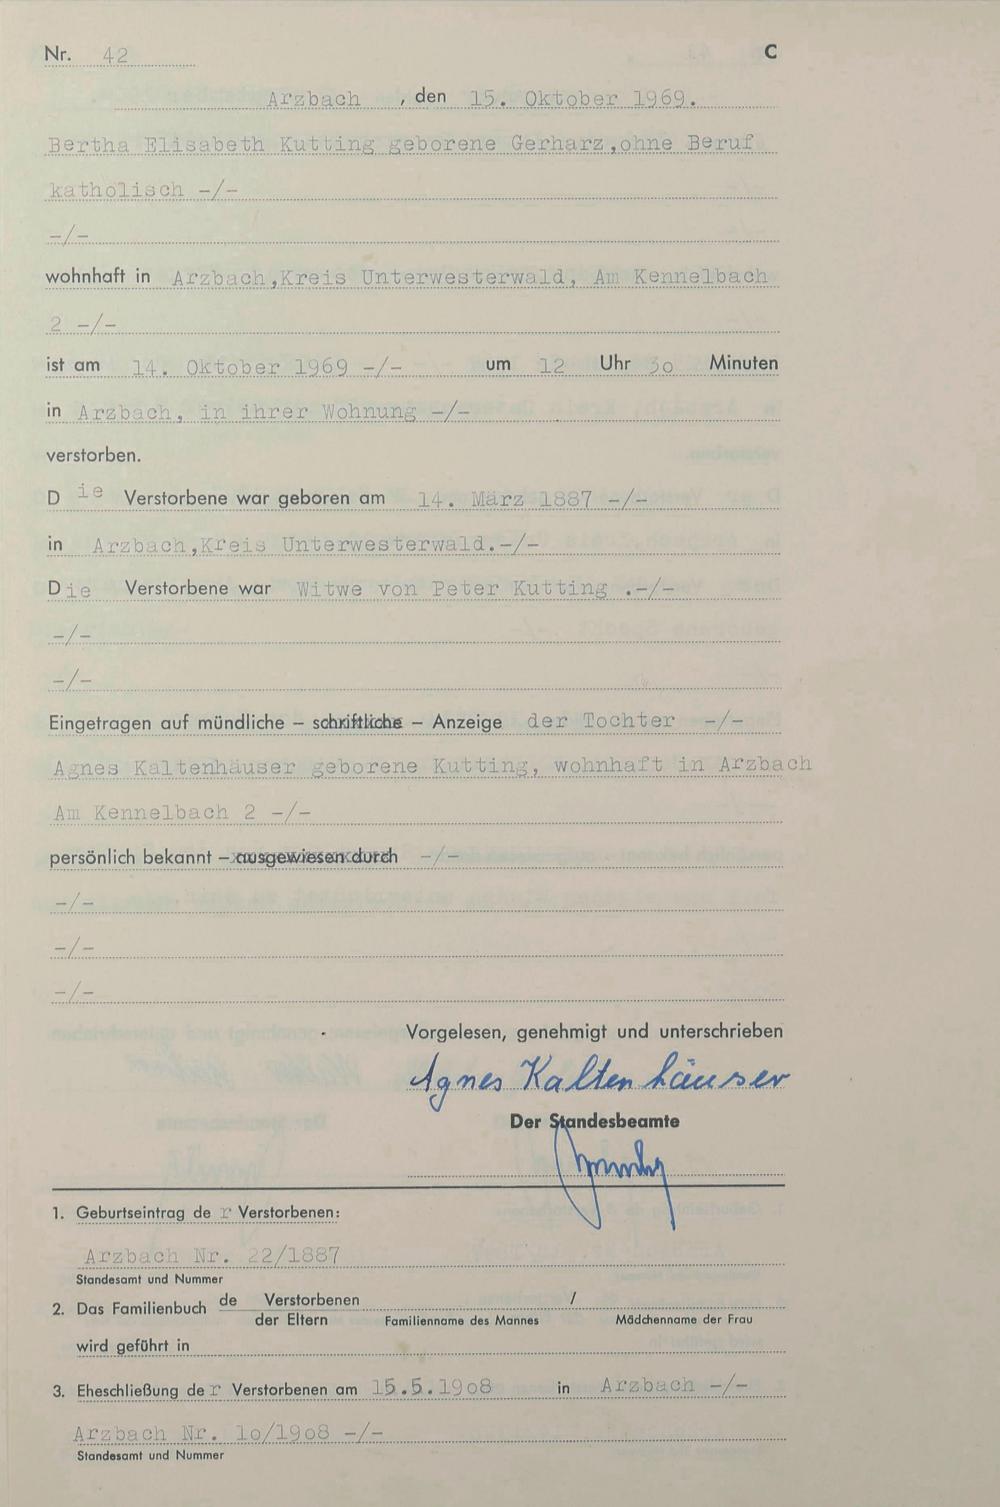 Nr. 42 C
Arzbach , den 15. Oktober 1969.
Bertha Elisabeth Kutting geborene Gerharz,ohne Beruf
katholisch -/-
-/-
wohnhaft in Arzbach,Kreis Unterwesterwald, Am Kennelbach
2 -/-
ist am 14. Oktober 1969 -/- um 12 Uhr 3o Minuten
in Arzbach, in ihrer Wohnung -/-
verstorben.
Die Verstorbene war geboren am 14. März 1887 -/-
in Arzbach,Kreis Unterwesterwald.-/-
Die Verstorbene war Witwe von Peter Kutting .-/-
-/-
-/-
Eingetragen auf mündliche – schriftliche – Anzeige der Tochter -/-
Agnes Kaltenhäuser geborene Kutting, wohnhaft in Arzbach
Am Kennelbach 2 -/-
persönlich bekannt – ausgewiesen durch -/-
-/-
-/-
-/-
Vorgelesen, genehmigt und unterschrieben
Agnes Kaltenhäuser
Der Standesbeamte
1. Geburtseintrag der Verstorbenen:
Arzbach Nr. 22/1887
Standesamt und Nummer
2. Das Familienbuch de Verstorbenen /
der Eltern Familienname des Mannes Mädchenname der Frau
wird geführt in
3. Eheschließung der Verstorbenen am 15.5.19o8 in Arzbach -/-
Arzbach Nr. 1o/19o8 -/-
Standesamt und Nummer